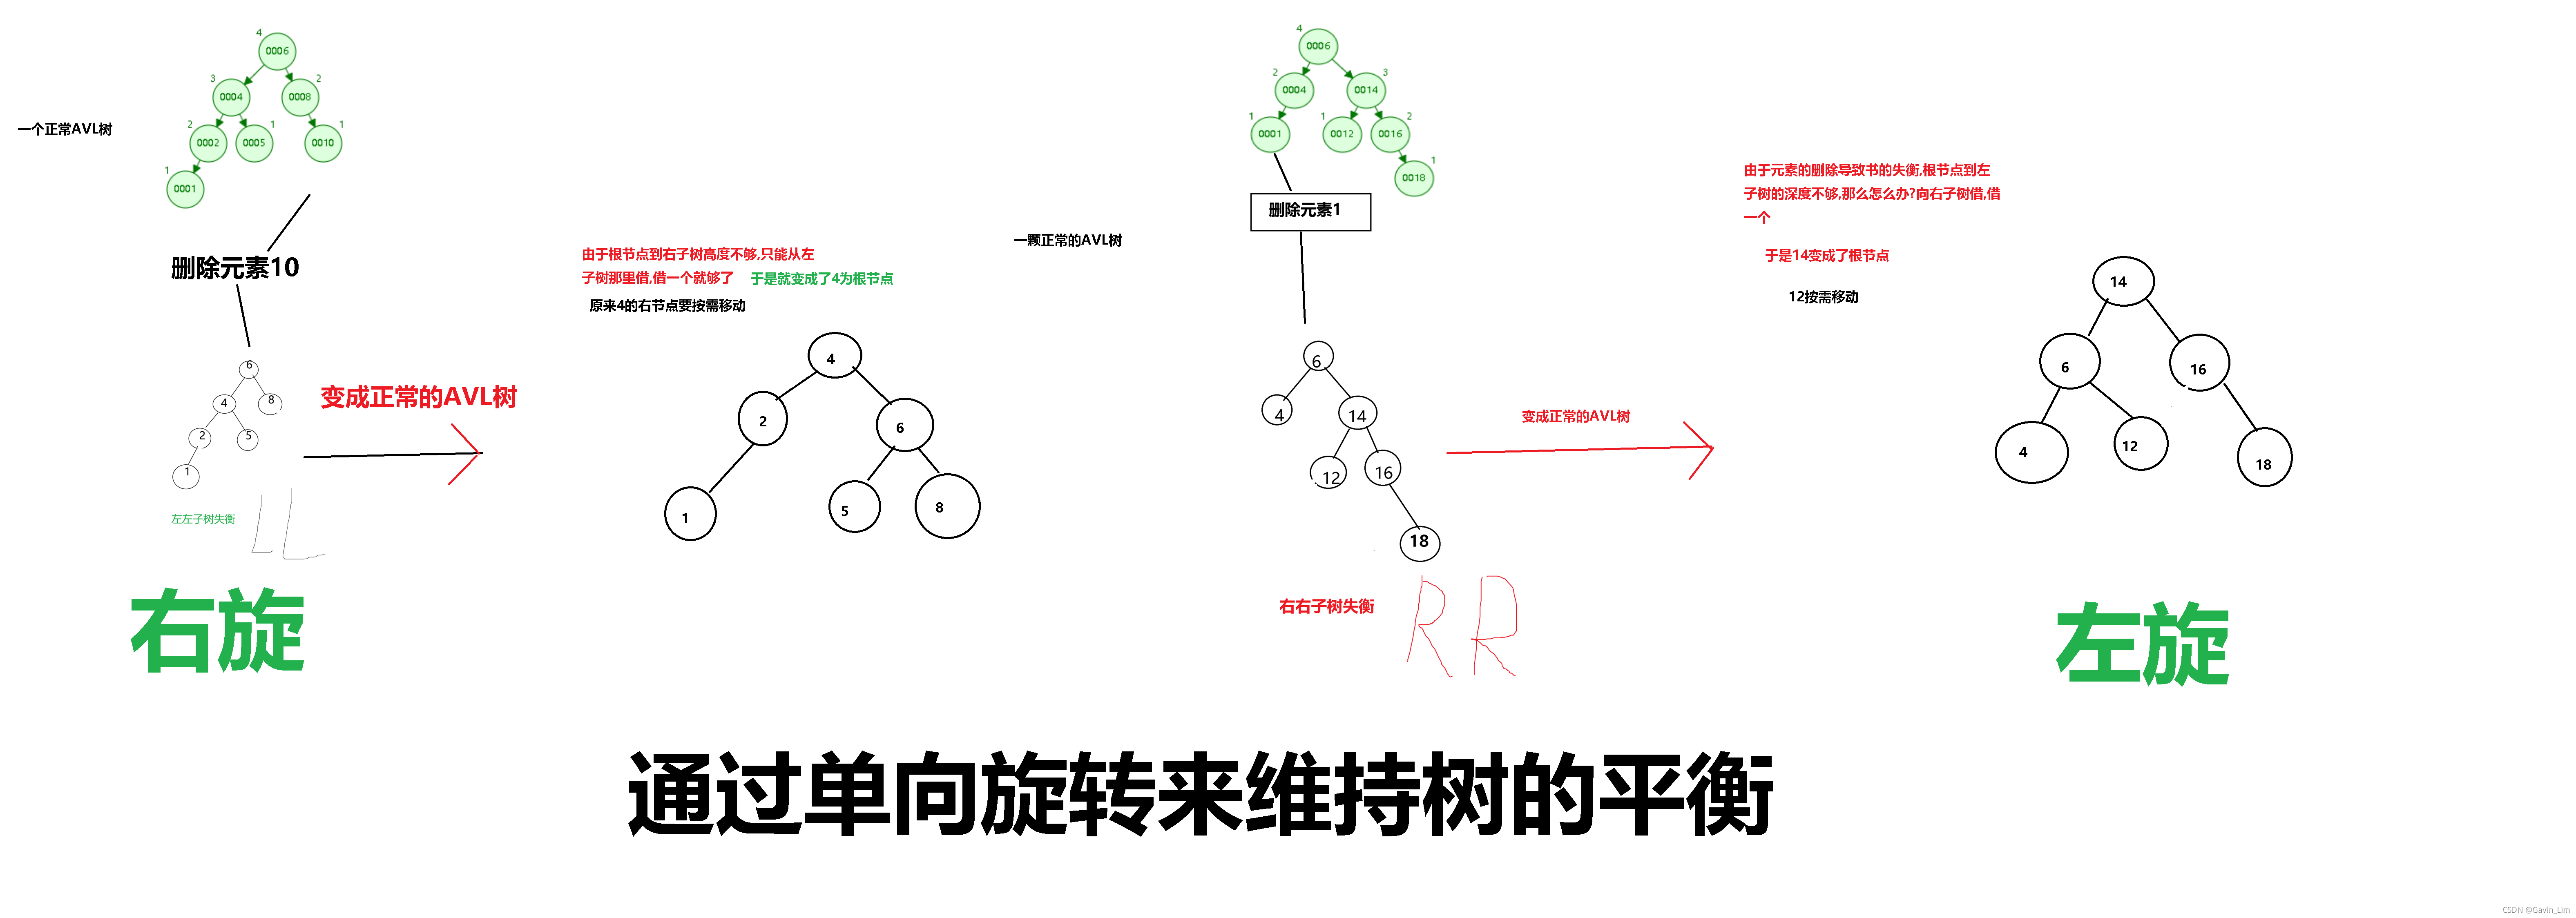 4
0006
3
2
0004
0008
一个正常AVL树
2
1
1
0002
0005
0010
1
0001
删除元素10
6
4
8
2
5
1
左左子树失衡
LL
右旋
变成正常的AVL树
由于根节点到右子树高度不够,只能从左
子树那里借,借一个就够了 于是就变成了4为根节点
原来4的右节点要按需移动
4
2
6
1
5
8
一颗正常的AVL树
4
0006
2
3
0004
0014
1
1
2
0001
0012
0016
1
0018
删除元素1
6
4
14
12
16
18
右右子树失衡
RR
变成正常的AVL树
由于元素的删除导致书的失衡,根节点到左
子树的深度不够,那么怎么办?向右子树借,借
一个
于是14变成了根节点
12按需移动
14
6
16
4
12
18
左旋
通过单向旋转来维持树的平衡
CSDN @Gavin_Lim